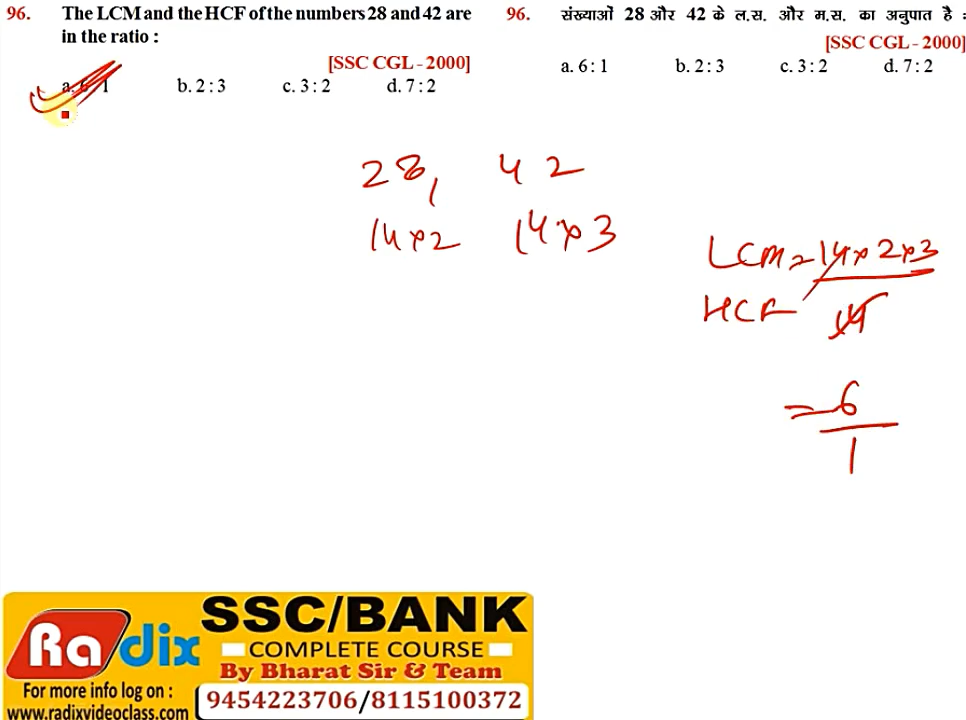 96. The LCM and the HCF of the numbers 28 and 42 are
in the ratio :
[SSC CGL - 2000]
a. 6 : 1 b. 2 : 3 c. 3 : 2 d. 7 : 2
96. संख्याओं 28 और 42 के ल.स. और म.स. का अनुपात है :
[SSC CGL - 2000]
a. 6 : 1 b. 2 : 3 c. 3 : 2 d. 7 : 2
28, 42
14×2 14×3
LCM = 14×2×3
HCF 14
= 6
1
Radix
SSC/BANK
COMPLETE COURSE
By Bharat Sir & Team
For more info log on :
www.radixvideoclass.com
9454223706/8115100372